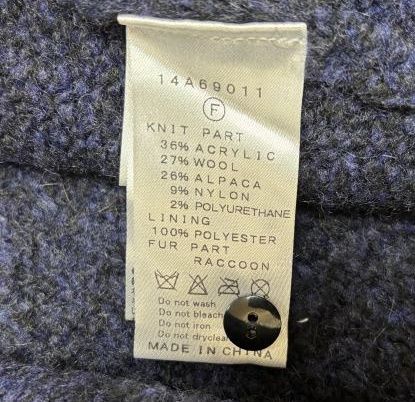 14A69011
F
KNIT PART
36% ACRYLIC
27% WOOL
26% ALPACA
9% NYLON
2% POLYURETHANE
LINING
100% POLYESTER
FUR PART
RACCOON
Do not wash
Do not bleach
Do not iron
Do not dryclean
MADE IN CHINA